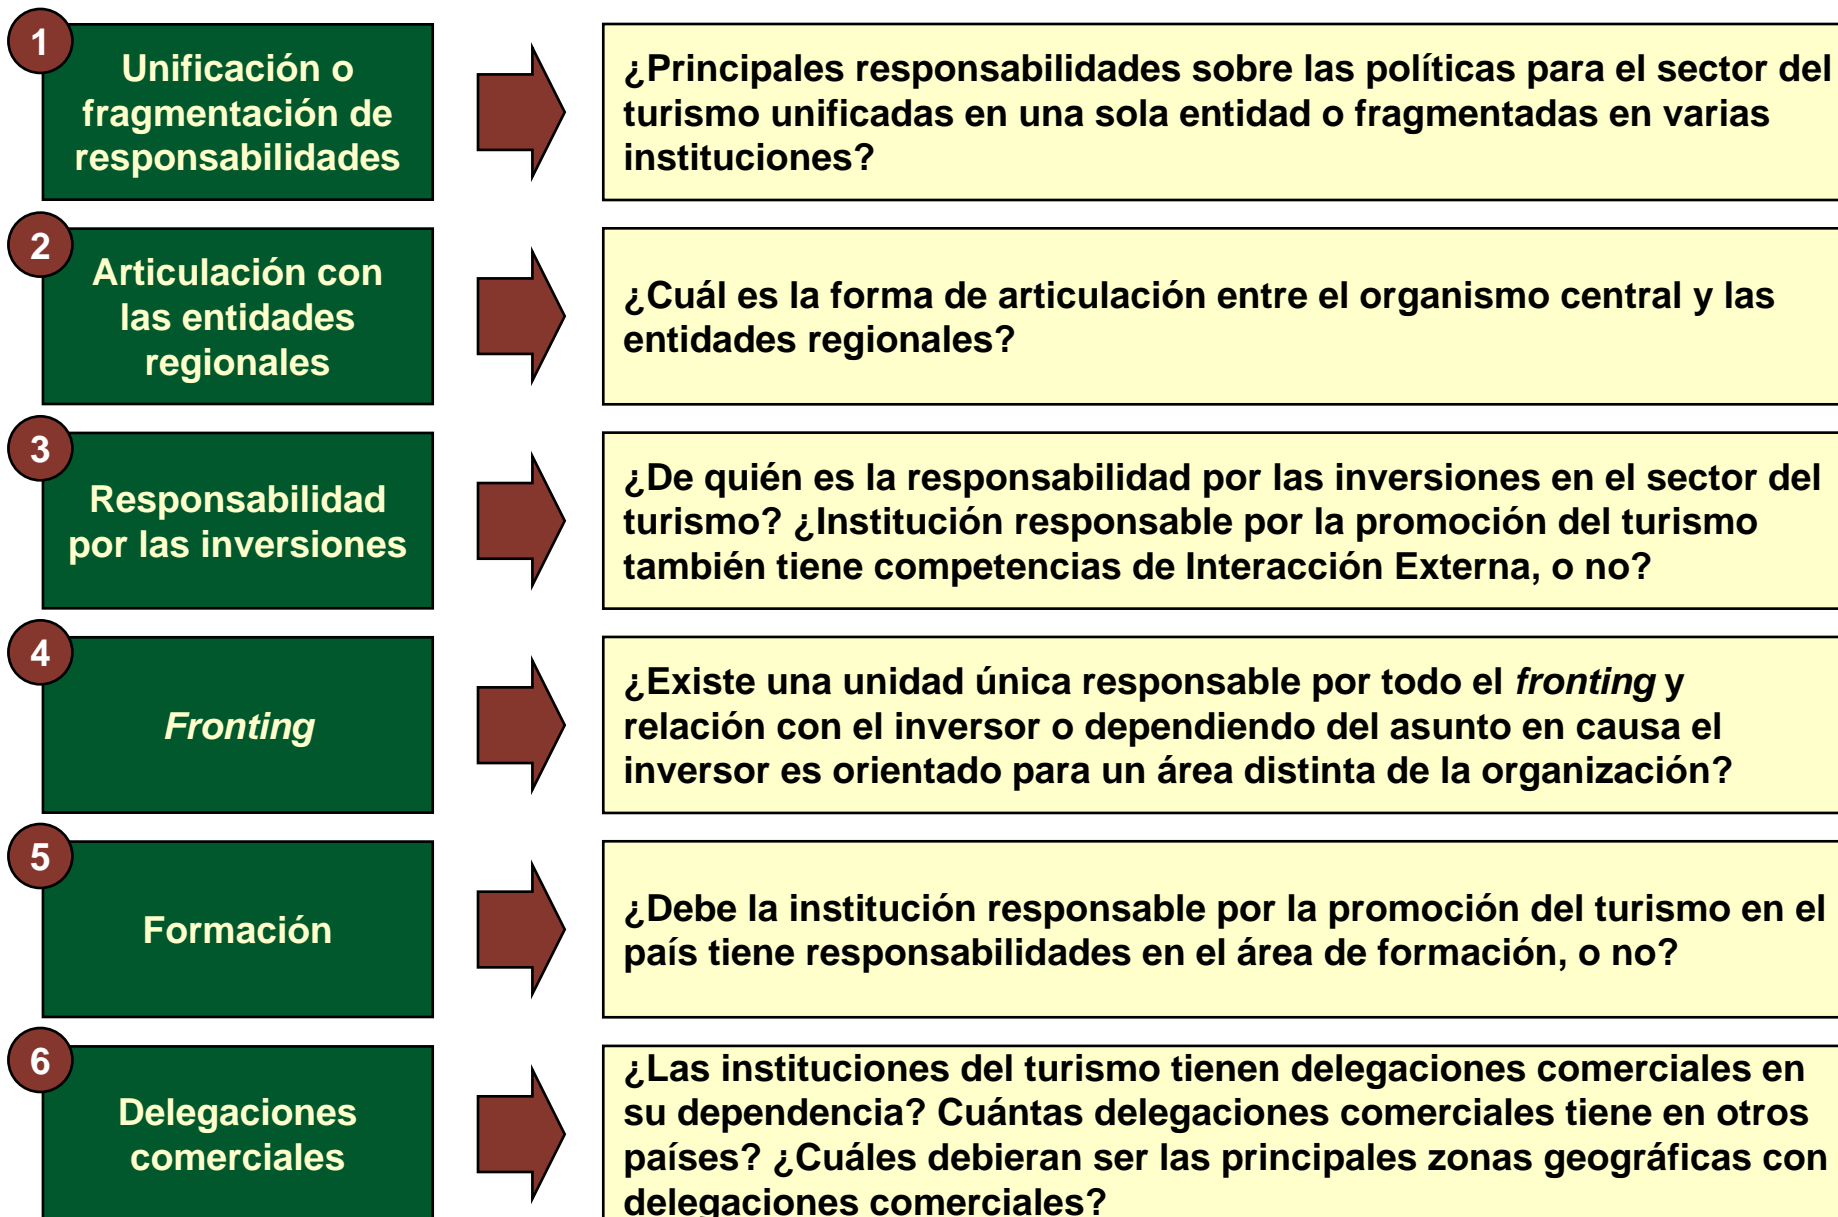 1
Unificación o
fragmentación de
responsabilidades
¿Principales responsabilidades sobre las políticas para el sector del
turismo unificadas en una sola entidad o fragmentadas en varias
instituciones?
2
Articulación con
las entidades
regionales
¿Cuál es la forma de articulación entre el organismo central y las
entidades regionales?
3
Responsabilidad
por las inversiones
¿De quién es la responsabilidad por las inversiones en el sector del
turismo? ¿Institución responsable por la promoción del turismo
también tiene competencias de Interacción Externa, o no?
4
Fronting
¿Existe una unidad única responsable por todo el fronting y
relación con el inversor o dependiendo del asunto en causa el
inversor es orientado para un área distinta de la organización?
5
Formación
¿Debe la institución responsable por la promoción del turismo en el
país tiene responsabilidades en el área de formación, o no?
6
Delegaciones
comerciales
¿Las instituciones del turismo tienen delegaciones comerciales en
su dependencia? Cuántas delegaciones comerciales tiene en otros
países? ¿Cuáles debieran ser las principales zonas geográficas con
delegaciones comerciales?